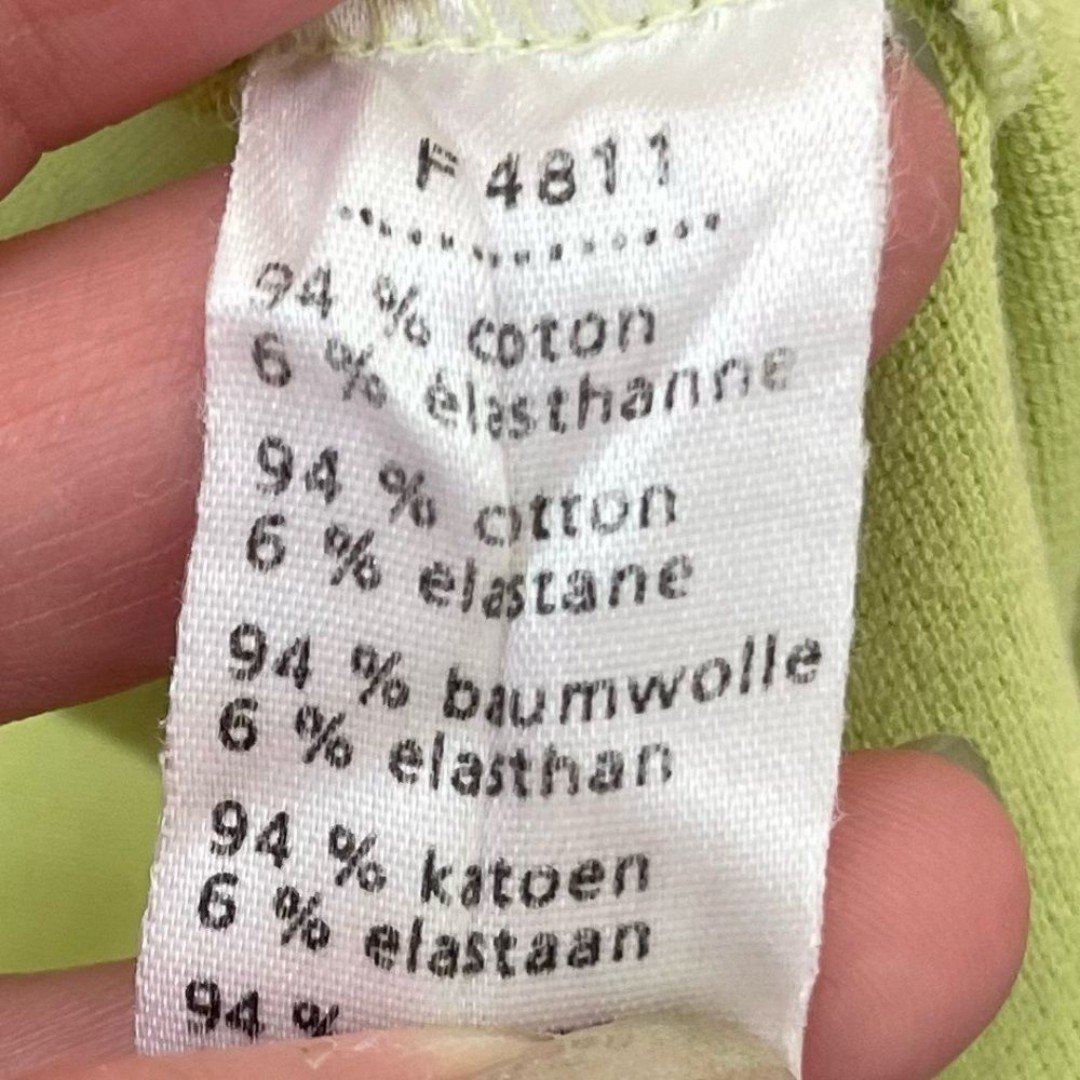 F 4811
94 % coton
6 % élasthanne
94 % cotton
6 % elastane
94 % baumwolle
6 % elasthan
94 % katoen
6 % elastaan
94 %